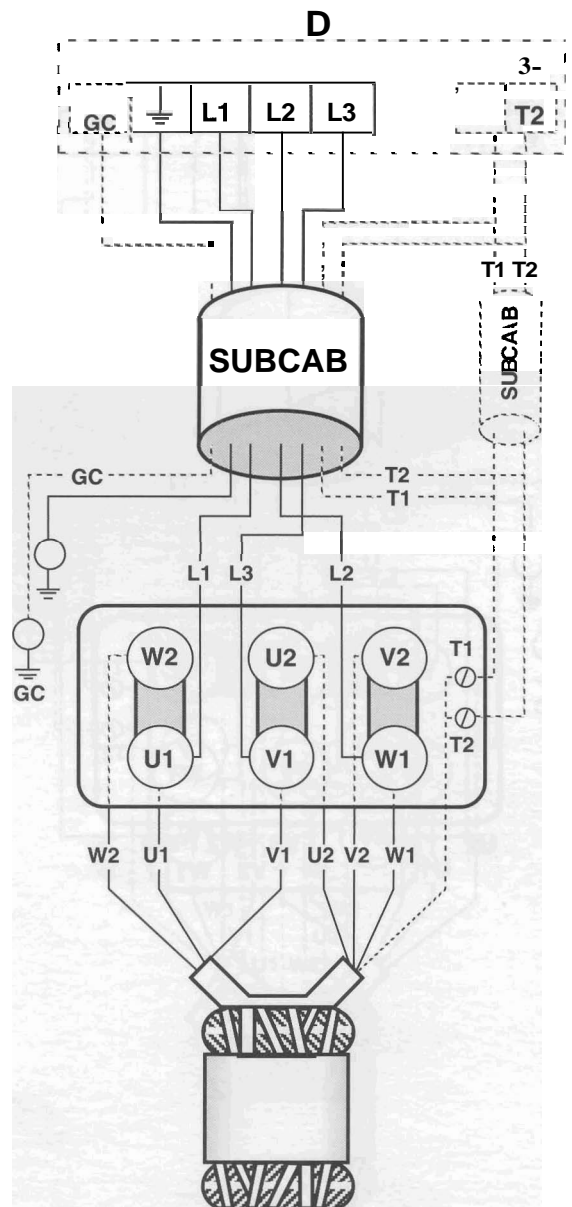 D
3-
GC L1 L2 L3 T2
T1 T2
SUBCAB
SUBCAB
GC T2
T1
L1 L3 L2
W2 U2 V2 T1
GC
U1 V1 W1 T2
W2 U1 V1 U2 V2 W1